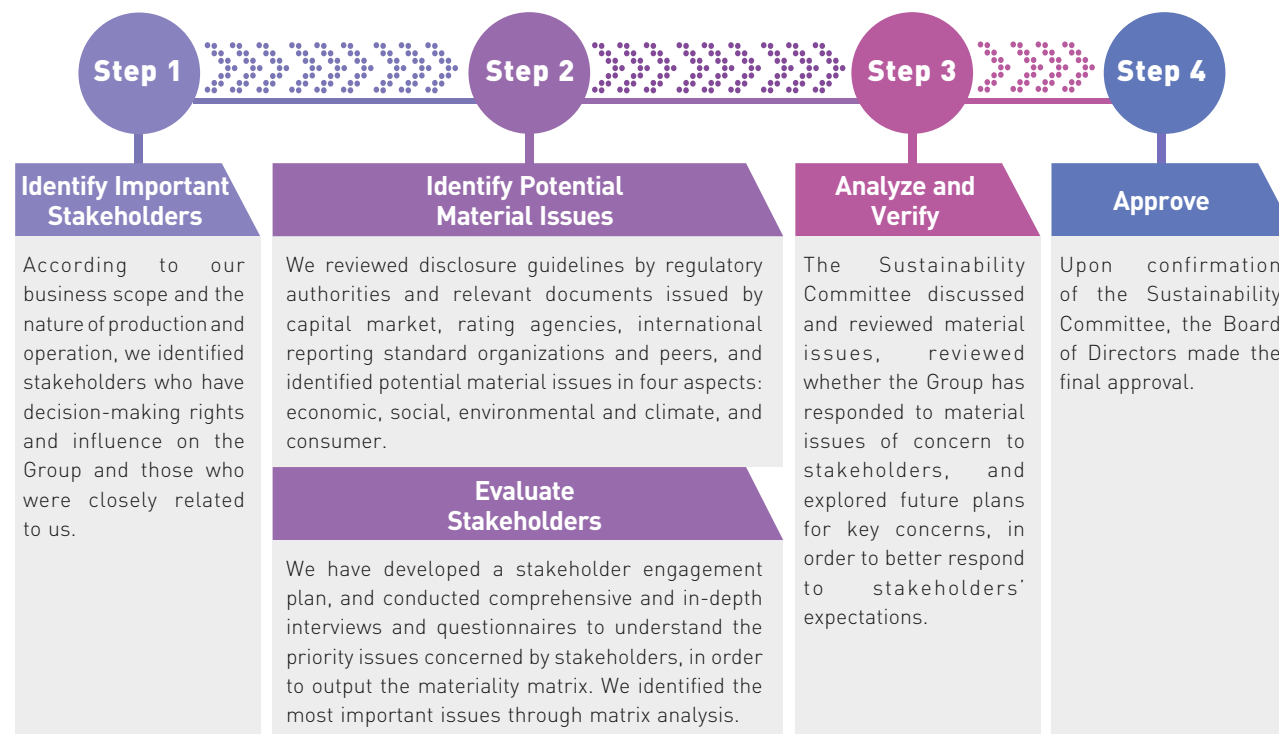 Step 1
Step 2
Step 3
Step 4
Identify Important
Stakeholders
According to our
business scope and the
nature of production and
operation, we identified
stakeholders who have
decision-making rights
and influence on the
Group and those who
were closely related
to us.
Identify Potential
Material Issues
We reviewed disclosure guidelines by regulatory
authorities and relevant documents issued by
capital market, rating agencies, international
reporting standard organizations and peers, and
identified potential material issues in four aspects:
economic, social, environmental and climate, and
consumer.
Evaluate
Stakeholders
We have developed a stakeholder engagement
plan, and conducted comprehensive and in-depth
interviews and questionnaires to understand the
priority issues concerned by stakeholders, in order
to output the materiality matrix. We identified the
most important issues through matrix analysis.
Analyze and
Verify
The Sustainability
Committee discussed
and reviewed material
issues, reviewed
whether the Group has
responded to material
issues of concern to
stakeholders, and
explored future plans
for key concerns, in
order to better respond
to stakeholders’
expectations.
Approve
Upon confirmation
of the Sustainability
Committee, the Board
of Directors made the
final approval.